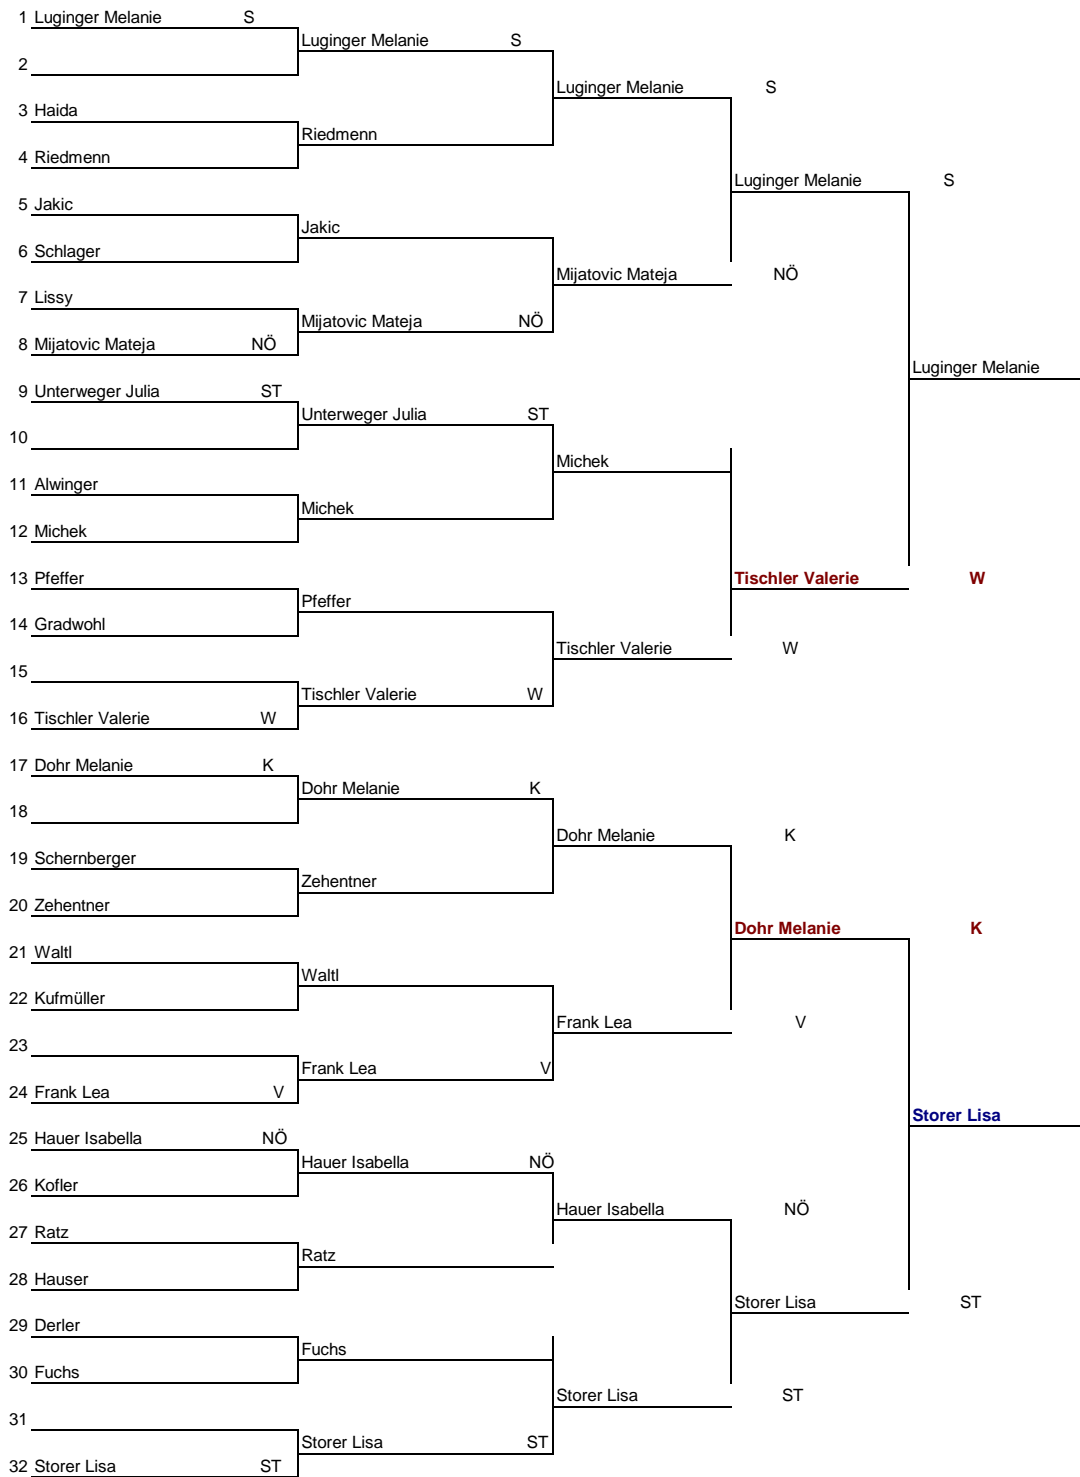 1 Luginger Melanie S
Luginger Melanie S
2
Luginger Melanie S
3 Haida
Riedmenn
4 Riedmenn
Luginger Melanie S
5 Jakic
Jakic
6 Schlager
Mijatovic Mateja NÖ
7 Lissy
Mijatovic Mateja NÖ
8 Mijatovic Mateja NÖ
Luginger Melanie
9 Unterweger Julia ST
Unterweger Julia ST
10
Michek
11 Alwinger
Michek
12 Michek
13 Pfeffer
Tischler Valerie W
Pfeffer
14 Gradwohl
Tischler Valerie W
15
Tischler Valerie W
16 Tischler Valerie W
17 Dohr Melanie K
Dohr Melanie K
18
Dohr Melanie K
19 Schernberger
Zehentner
20 Zehentner
Dohr Melanie K
21 Waltl
Waltl
22 Kufmüller
Frank Lea V
23
Frank Lea V
24 Frank Lea V
Storer Lisa
25 Hauer Isabella NÖ
Hauer Isabella NÖ
26 Kofler
Hauer Isabella NÖ
27 Ratz
Ratz
28 Hauser
Storer Lisa ST
29 Derler
Fuchs
30 Fuchs
Storer Lisa ST
31
Storer Lisa ST
32 Storer Lisa ST